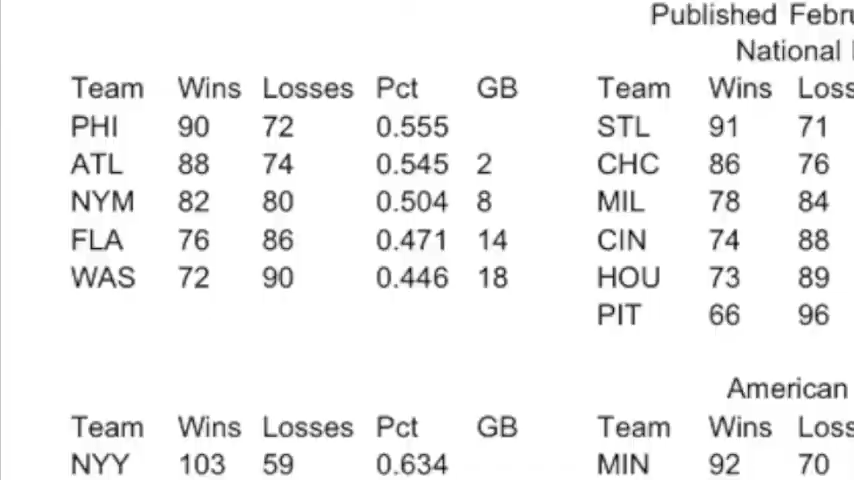 Published
National
Team Wins Losses Pct GB Team Wins
PHI 90 72 0.555 STL 91 71
ATL 88 74 0.545 2 CHC 86 76
NYM 82 80 0.504 8 MIL 78 84
FLA 76 86 0.471 14 CIN 74 88
WAS 72 90 0.446 18 HOU 73 89
PIT 66 96
American
Team Wins Losses Pct GB Team Wins
NYY 103 59 0.634 MIN 92 70